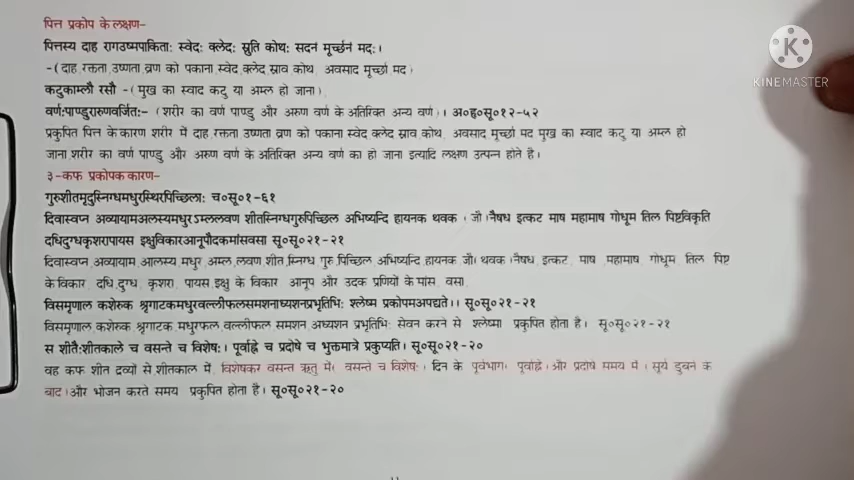 पित्त प्रकोप के लक्षण-
पित्तस्य दाह रागउष्मपाकिता: स्वेद: क्लेद: स्रुति कोथ: सदनं मूर्च्छनं मद:।
-(दाह,रक्तता,उष्णता,व्रण को पकाना,स्वेद,क्लेद,स्राव कोथ, अवसाद मूर्च्छा मद)
कटुकाम्लौ रसौ -(मुख का स्वाद कटु या अम्ल हो जाना)
वर्ण:पाण्डुरारुणवर्जित:- (शरीर का वर्ण पाण्डु और अरुण वर्ण के अतिरिक्त अन्य वर्ण)। अ०हृ०सू०१२-५२
प्रकुपित पित्त के कारण शरीर में दाह रक्तता उष्णता व्रण को पकाना स्वेद क्लेद स्राव कोथ, अवसाद मूर्च्छा मद मुख का स्वाद कटु या अम्ल हो
जाना शरीर का वर्ण पाण्डु और अरुण वर्ण के अतिरिक्त अन्य वर्ण का हो जाना इत्यादि लक्षण उत्पन्न होते है।
३-कफ प्रकोपक कारण-
गुरुशीतमृदुस्निग्धमधुरस्थिरपिच्छिला: च०सू०१-६१
दिवास्वप्न अव्यायामअलस्यमधुरऽम्ललवण शीतस्निग्धगुरुपिच्छिल अभिष्यन्दि हायनक थवक (जौ)नैषध इत्कट माष महामाष गोधूम तिल पिष्टविकृति
दधिदुग्धकृशरापायस इक्षुविकारआनूपौदकमांसवसा सू०सू०२१-२१
दिवास्वप्न,अव्यायाम,आलस्य,मधुर,अम्ल,लवण,शीत,स्निग्ध,गुरु,पिच्छिल,अभिष्यन्दि,हायनक,जौ(थवक)नैषध,इत्कट, माष, महामाष, गोधूम, तिल,पिष्ट
के विकार, दधि,दुग्ध, कृशरा, पायस,इक्षु के विकार, आनूप और उदक प्रणियों के मांस, वसा,
विसमृणाल कशेरुक श्रृगाटकमधुरवल्लीफलसमशनाध्यशनप्रभृतिभि: श्लेष्म प्रकोपमअपद्यते।। सू०सू०२१-२१
विसमृणाल कशेरुक श्रृगाटक मधुरफल,वल्लीफल समशन अध्यशन प्रभृतिभि: सेवन करने से श्लेष्मा प्रकुपित होता है। सू०सू०२१-२१
स शीतै:शीतकाले च वसन्ते च विशेष:। पूर्वाह्ने च प्रदोषे च भुक्तमात्रे प्रकुप्यति। सू०सू०२१-२०
वह कफ शीत द्रव्यों से शीतकाल में, विशेषकर वसन्त ऋतु में( वसन्ते च विशेष:) दिन के पूर्वभाग( पूर्वाह्ने )और प्रदोषे समय में ( सूर्य डुबने के
बाद)और भोजन करते समय प्रकुपित होता है। सू०सू०२१-२०
KINEMASTER